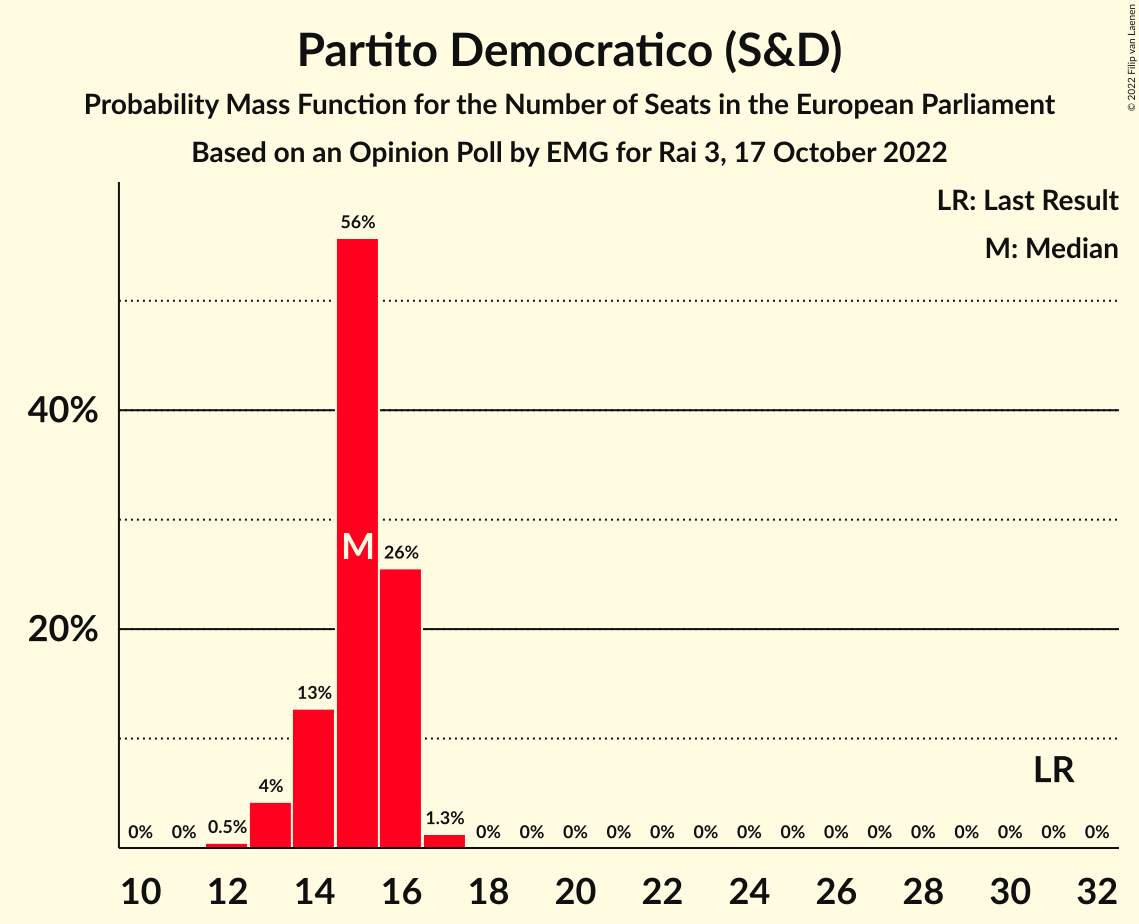 Partito Democratico (S&D)
Probability Mass Function for the Number of Seats in the European Parliament
Based on an Opinion Poll by EMG for Rai 3, 17 October 2022
© 2022 Filip van Laenen
LR: Last Result
M: Median
56%
40%
M
26%
20%
13%
LR
4%
0% 0% 0.5% 1.3% 0% 0% 0% 0% 0% 0% 0% 0% 0% 0% 0% 0% 0% 0% 0%
10 12 14 16 18 20 22 24 26 28 30 32